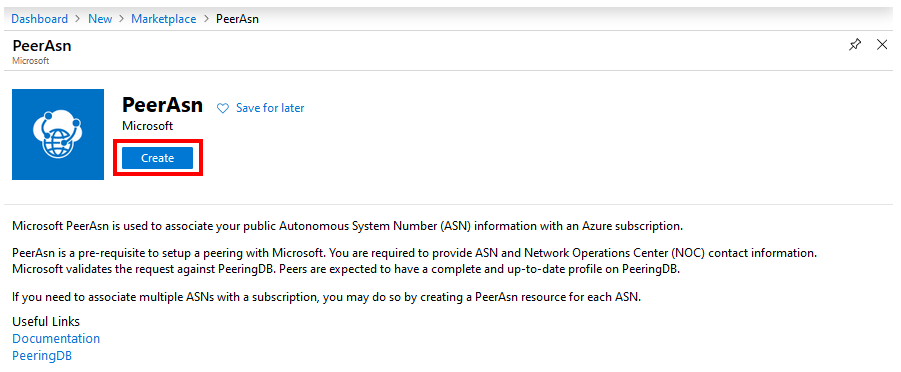 Dashboard > New > Marketplace > PeerAsn
PeerAsn
Microsoft
PeerAsn
Save for later
Microsoft
Create
Microsoft PeerAsn is used to associate your public Autonomous System Number (ASN) information with an Azure subscription.
PeerAsn is a pre-requisite to setup a peering with Microsoft. You are required to provide ASN and Network Operations Center (NOC) contact information.
Microsoft validates the request against PeeringDB. Peers are expected to have a complete and up-to-date profile on PeeringDB.
If you need to associate multiple ASNs with a subscription, you may do so by creating a PeerAsn resource for each ASN.
Useful Links
Documentation
PeeringDB